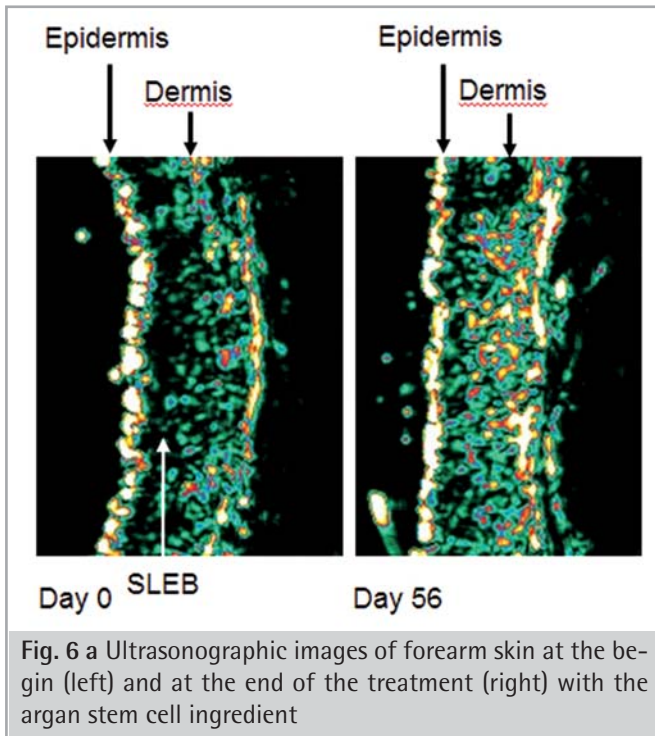 Epidermis
Epidermis
Dermis
Dermis
Day 0
SLEB
Day 56
Fig. 6 a Ultrasonographic images of forearm skin at the be-
gin (left) and at the end of the treatment (right) with the
argan stem cell ingredient